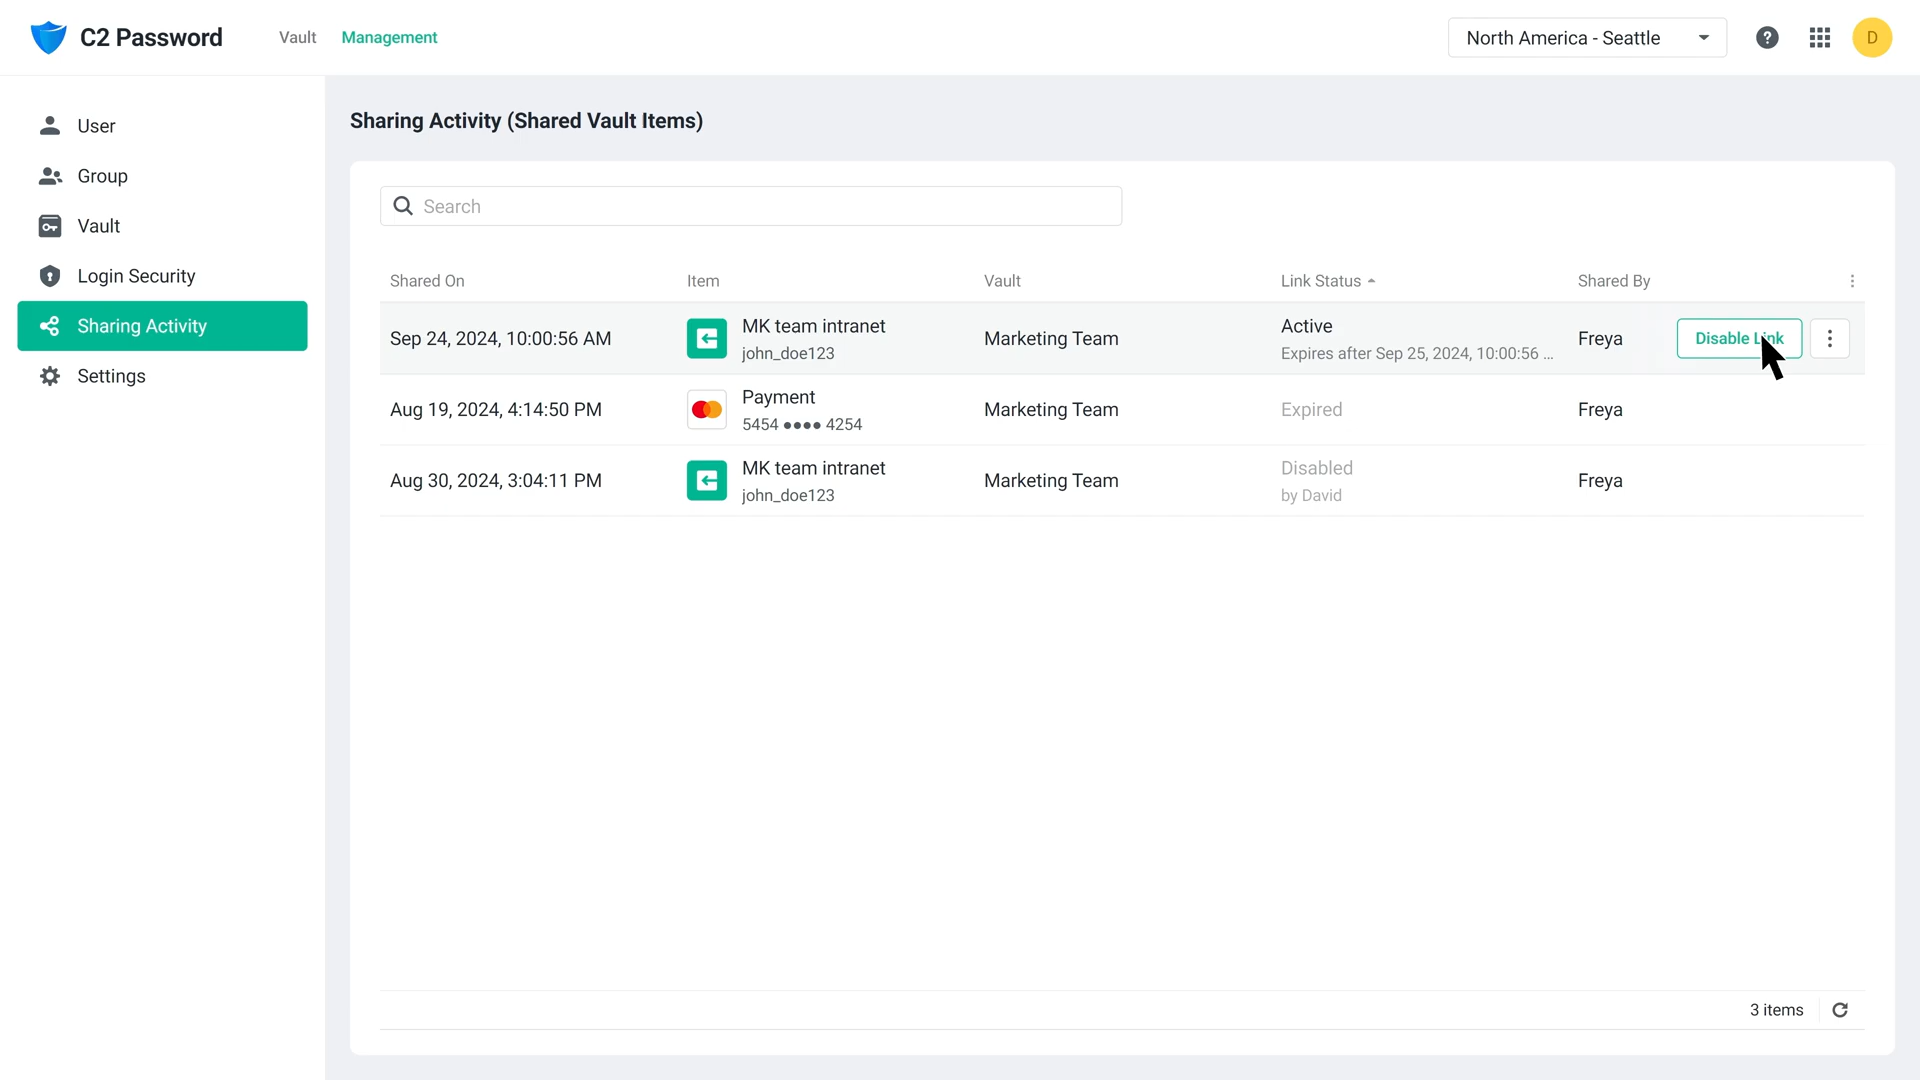 C2 Password
Vault
Management
North America - Seattle
D
User
Group
Vault
Login Security
Sharing Activity
Settings
Sharing Activity (Shared Vault Items)
Search
Shared On
Item
Vault
Link Status
Shared By
Sep 24, 2024, 10:00:56 AM
MK team intranet
john_doe123
Marketing Team
Active
Expires after Sep 25, 2024, 10:00:56 ...
Freya
Disable Link
Aug 19, 2024, 4:14:50 PM
Payment
5454 •••• 4254
Marketing Team
Expired
Freya
Aug 30, 2024, 3:04:11 PM
MK team intranet
john_doe123
Marketing Team
Disabled
by David
Freya
3 items